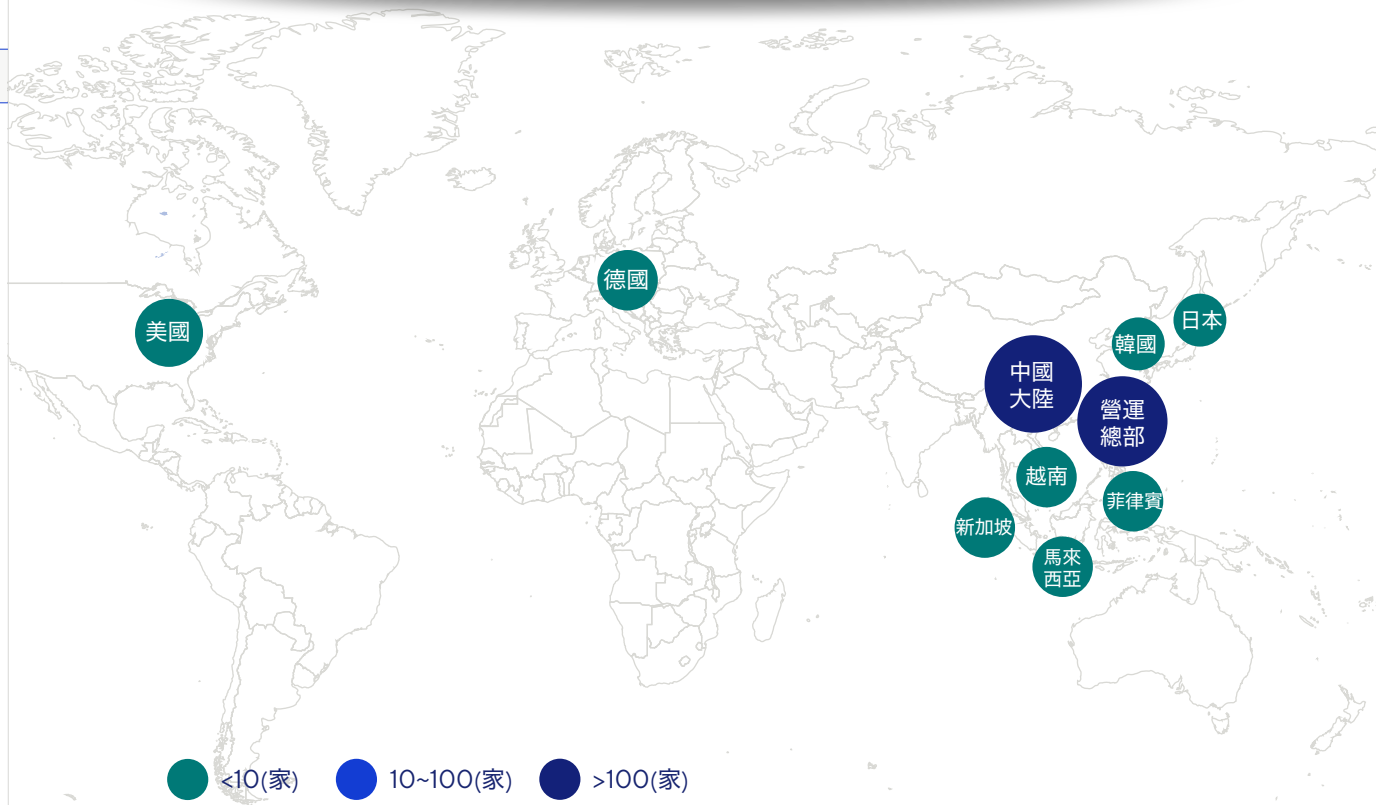 德國
美國
日本
韓國
中國
大陸
營運
總部
越南
菲律賓
新加坡
馬來
西亞
<10(家)
10~100(家)
>100(家)